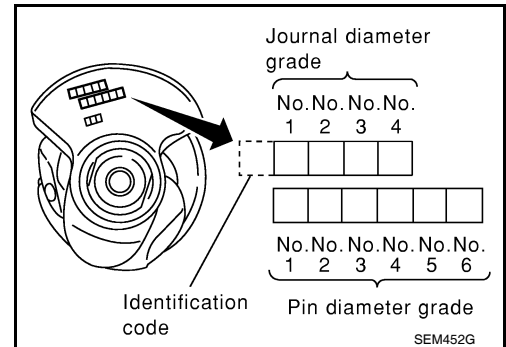 Journal diameter
grade
No. No. No. No.
1 2 3 4
No. No. No. No. No. No.
1 2 3 4 5 6
Identification
code
Pin diameter grade
SEM452G